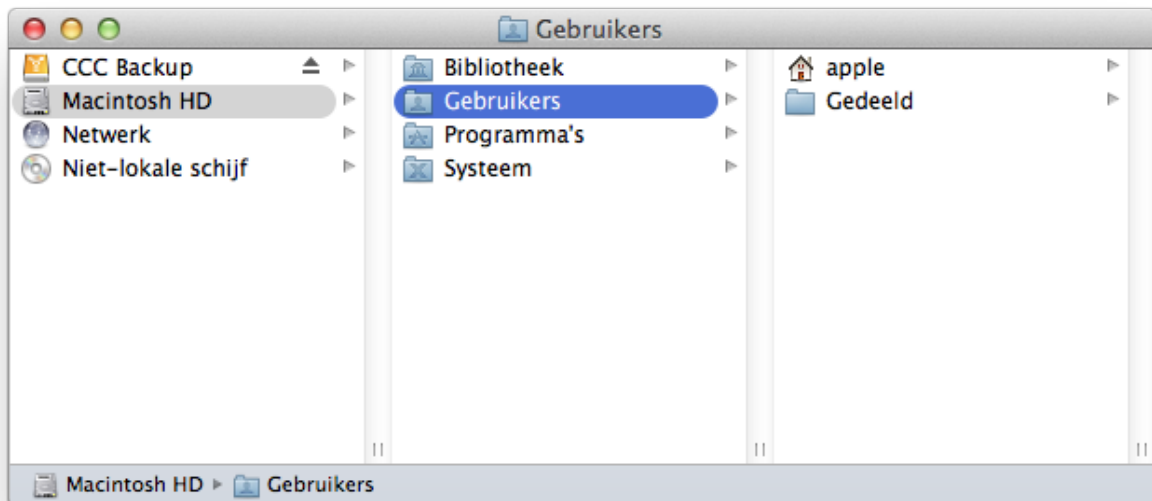 Gebruikers
CCC Backup
Macintosh HD
Netwerk
Niet-lokale schijf
Bibliotheek
Gebruikers
Programma's
Systeem
apple
Gedeeld
Macintosh HD ▸ Gebruikers